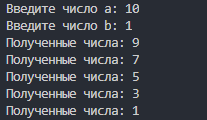 Введите число a: 10
Введите число b: 1
Полученные числа: 9
Полученные числа: 7
Полученные числа: 5
Полученные числа: 3
Полученные числа: 1